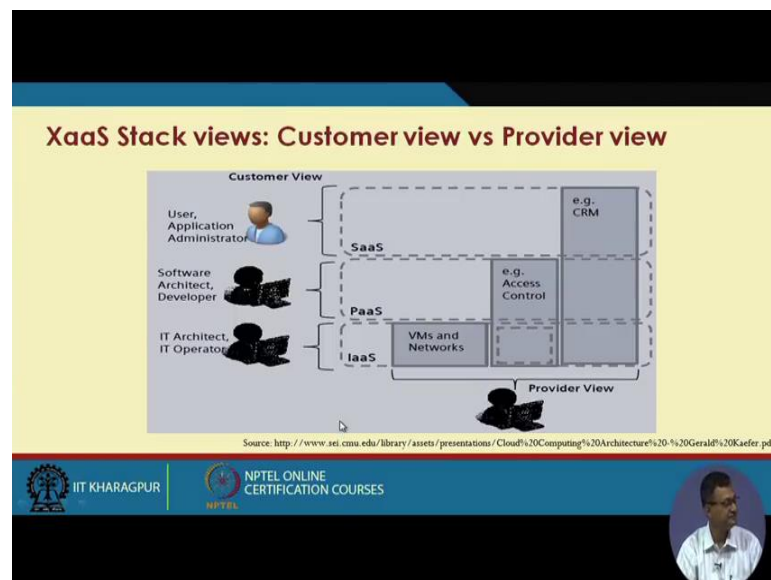 XaaS Stack views: Customer view vs Provider view
Customer View
User,
Application
Administrator
SaaS
e.g.
CRM
Software
Architect,
Developer
PaaS
e.g.
Access
Control
IT Architect,
IT Operator
IaaS
VMs and
Networks
Provider View
Source: http://www.sei.cmu.edu/library/assets/presentations/Cloud%20Computing%20Architecture%20-%20Gerald%20Kaefer.pd
IIT KHARAGPUR
NPTEL
NPTEL ONLINE
CERTIFICATION COURSES